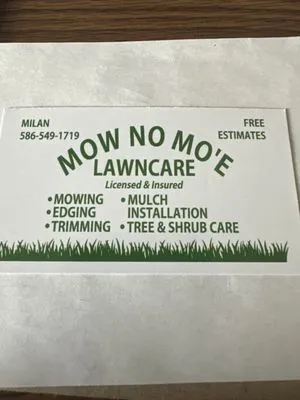 MILAN
586-549-1719
FREE
ESTIMATES
MOW NO MO'E
LAWNCARE
Licensed & Insured
•MOWING
•EDGING
•TRIMMING
•MULCH
INSTALLATION
•TREE & SHRUB CARE